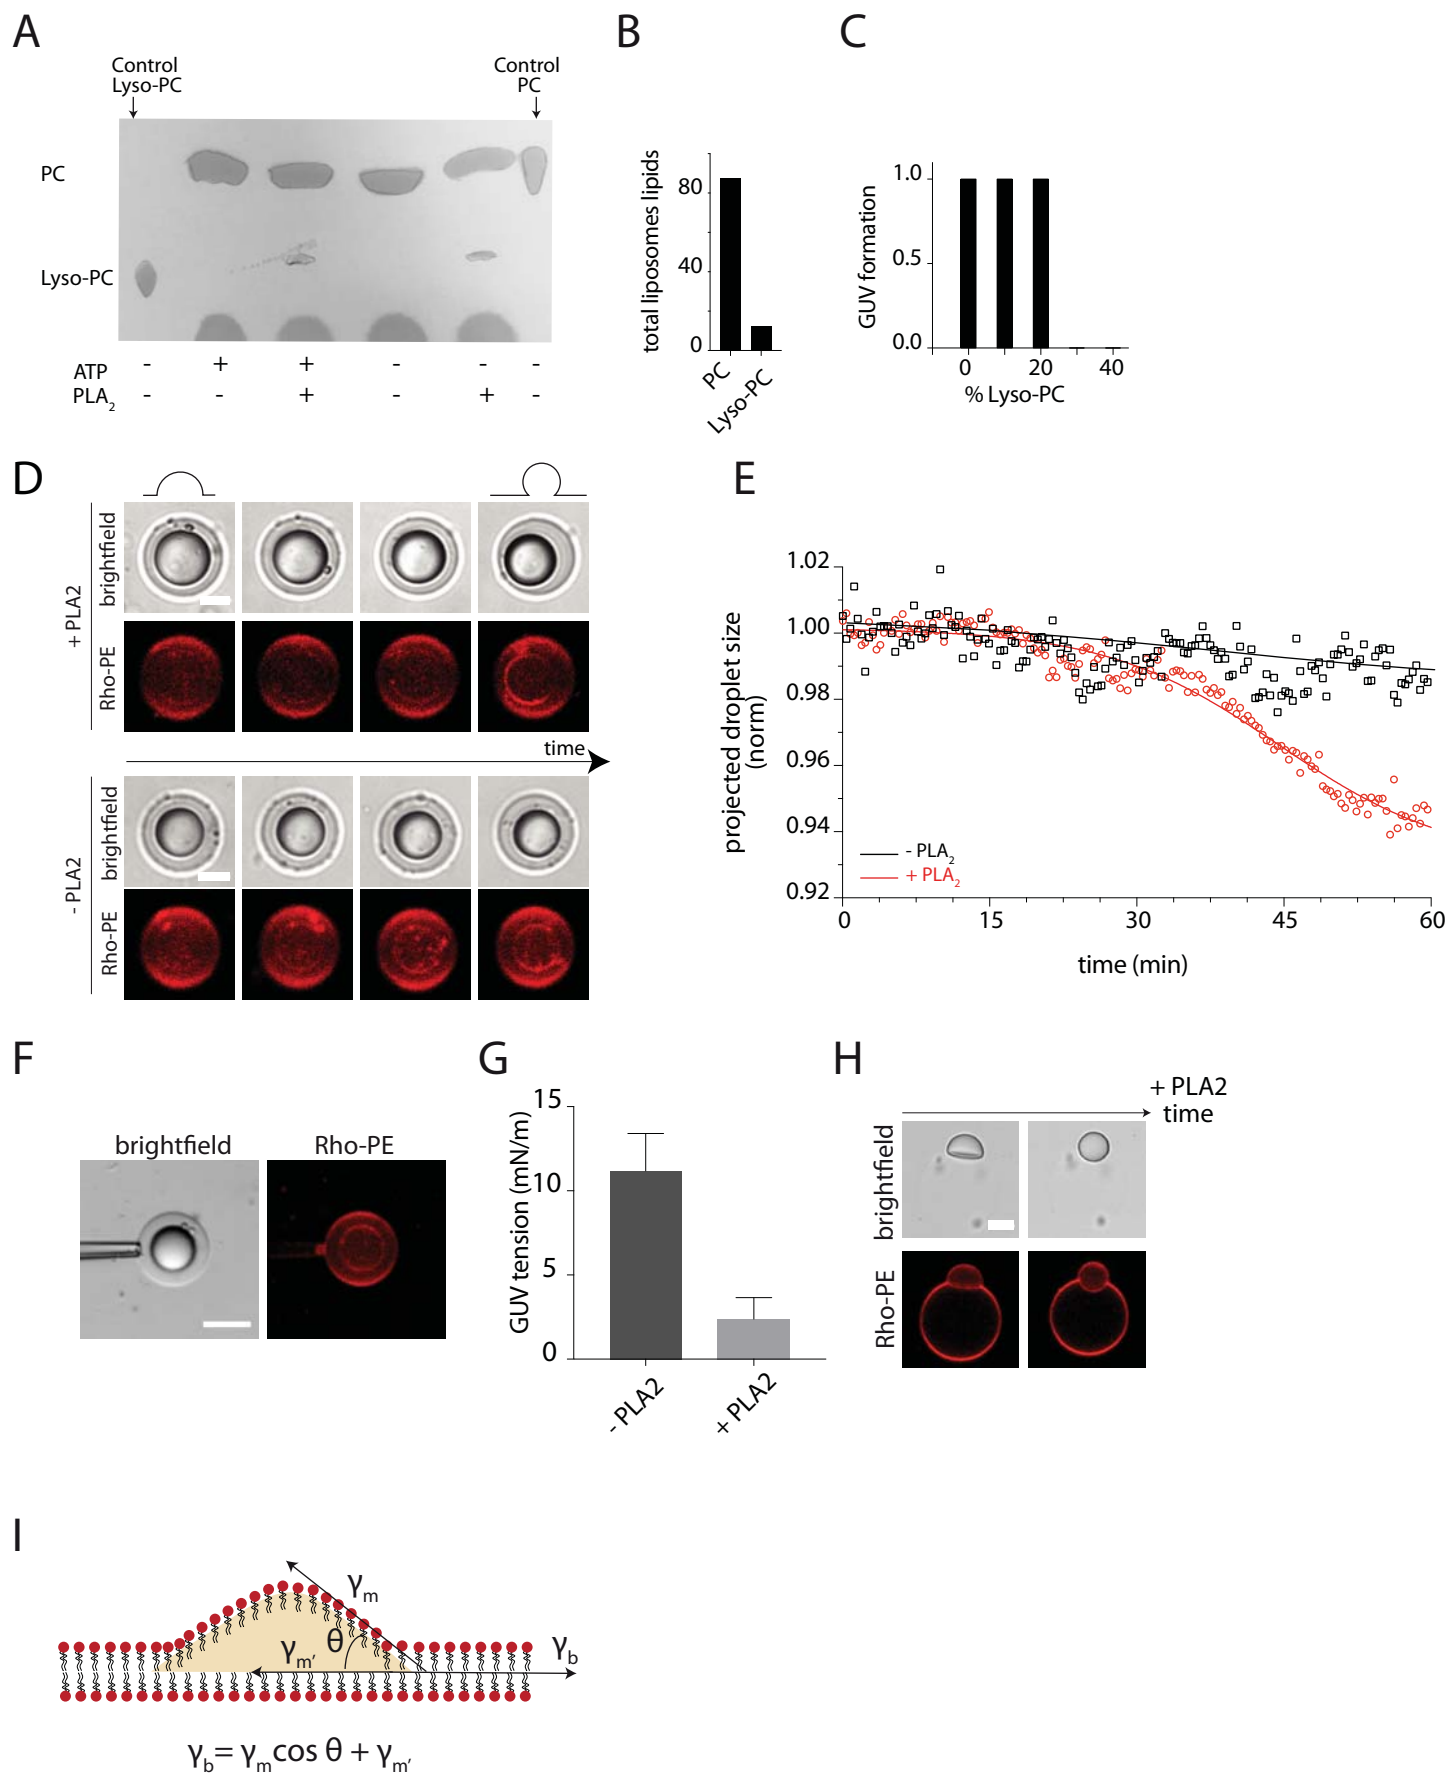 A
B
C
Control
Lyso-PC
Control
PC
PC
Lyso-PC
ATP - + + - - -
PLA2 - - + - + -
total liposomes lipids
80
40
0
PC
Lyso-PC
GUV formation
1.0
0.5
0.0
0 20 40
% Lyso-PC
D
+ PLA2
brightfield
Rho-PE
time
- PLA2
brightfield
Rho-PE
E
projected droplet size
(norm)
1.02
1.00
0.98
0.96
0.94
0.92
- PLA2
+ PLA2
0 15 30 45 60
time (min)
F
brightfield Rho-PE
G
GUV tension (mN/m)
15
10
5
0
- PLA2
+ PLA2
H
+ PLA2
time
brightfield
Rho-PE
I
γm
θ
γm'
γb
γb= γmcos θ + γm'